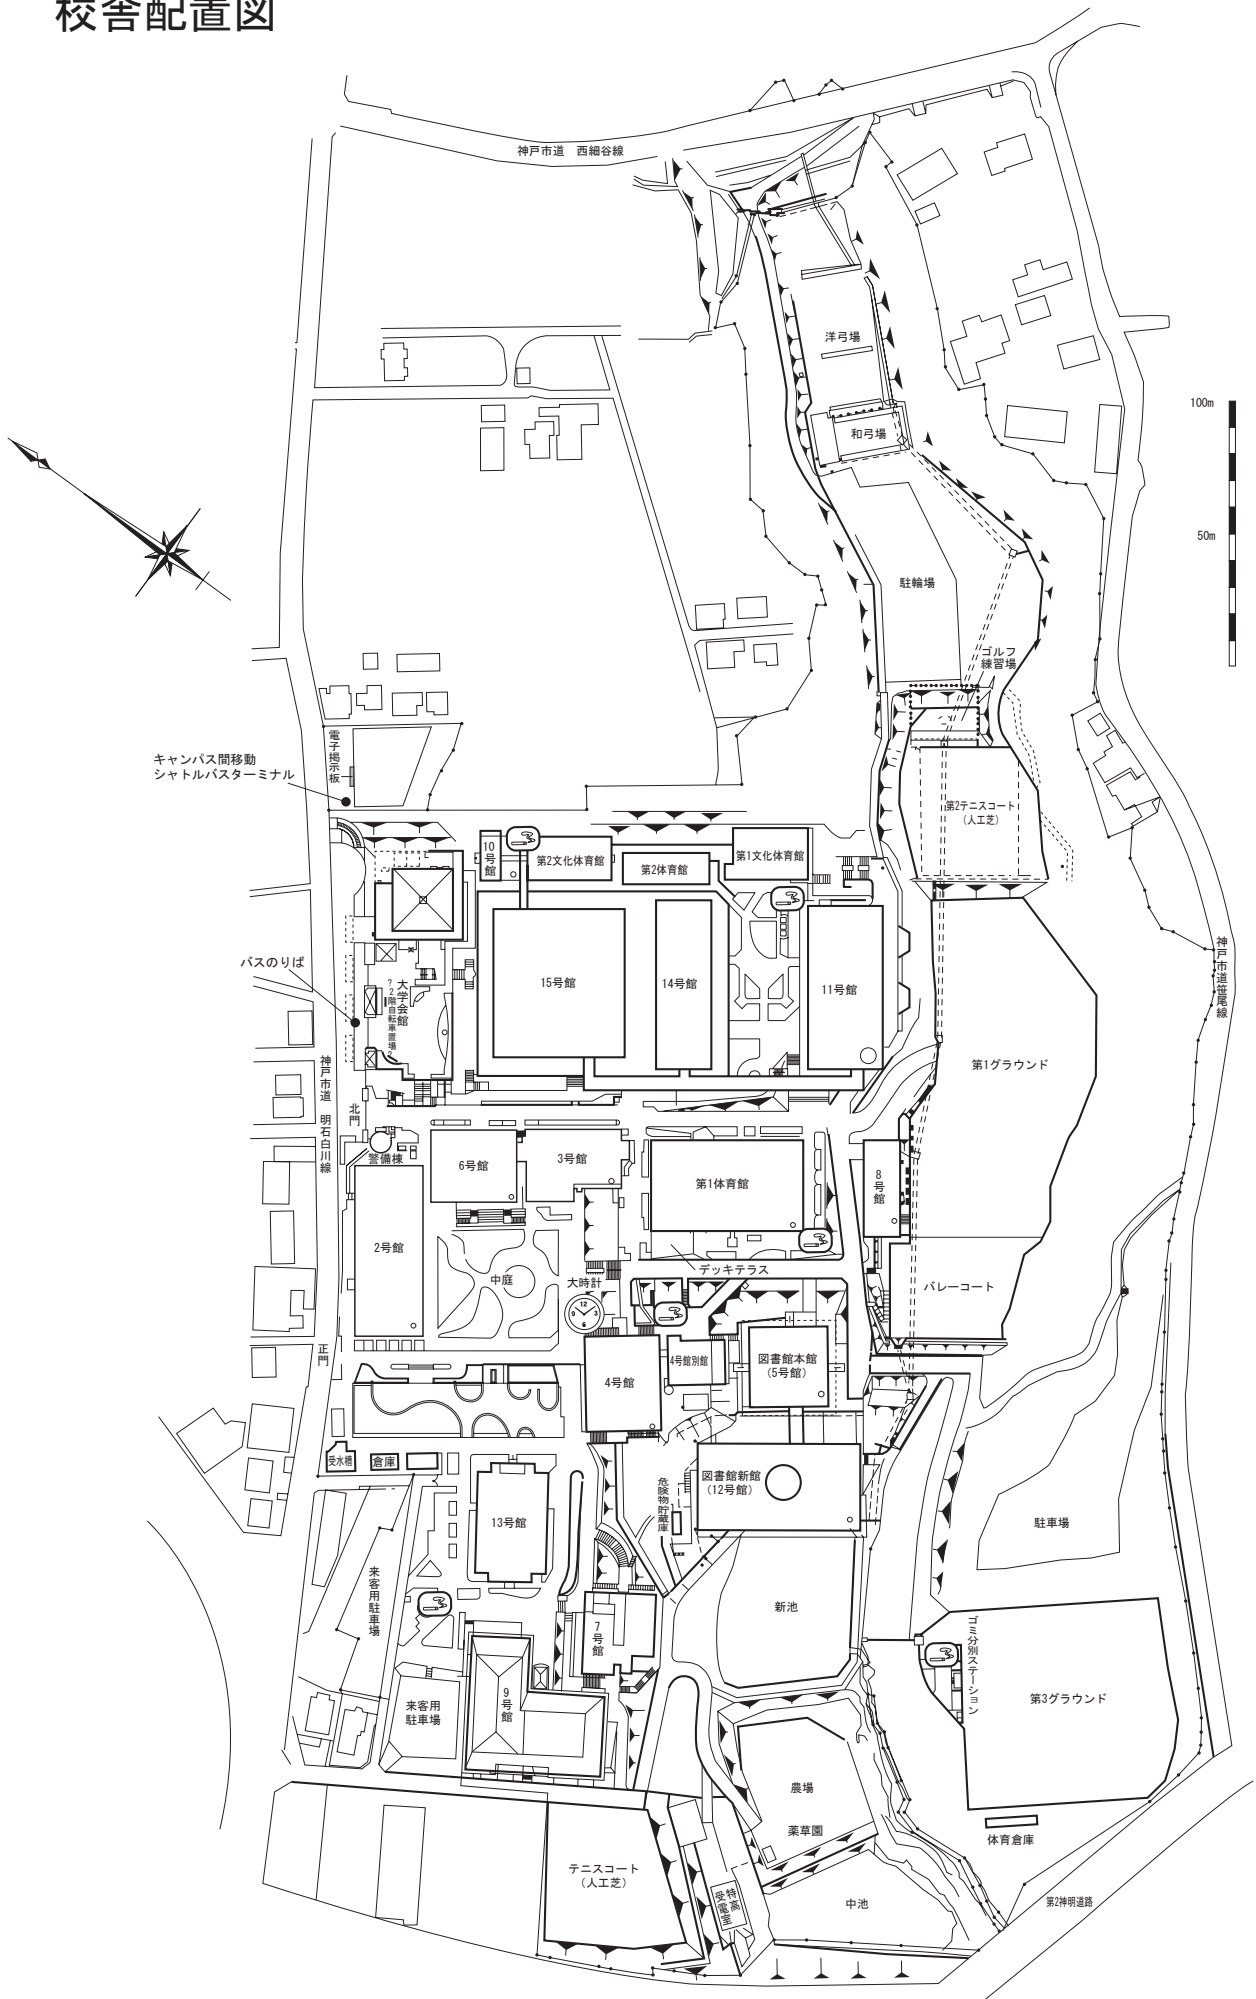 校舎配置図
神戸市道 西細谷線
洋弓場
100m
和弓場
50m
駐輪場
ゴルフ
練習場
電子掲示板
キャンパス間移動
シャトルバスターミナル
第2テニスコート
(人工芝)
10号館
第2文化体育館
第2体育館
第1文化体育館
バスのりば
大学会館
?2階自転車置場?
15号館
14号館
11号館
神戸市道笹尾線
第1グラウンド
神戸市道 明石白川線
北門
警備棟
6号館
3号館
第1体育館
8号館
2号館
中庭
大時計
デッキテラス
バレーコート
12
9
3
6
正門
4号館
4号館別館
図書館本館
(5号館)
受水槽
倉庫
13号館
危険物貯蔵庫
図書館新館
(12号館)
駐車場
来客用駐車場
新池
7号館
ゴミ分別ステーション
来客用
駐車場
9号館
第3グラウンド
農場
薬草園
体育倉庫
テニスコート
(人工芝)
特高
受電室
中池
第2神明道路